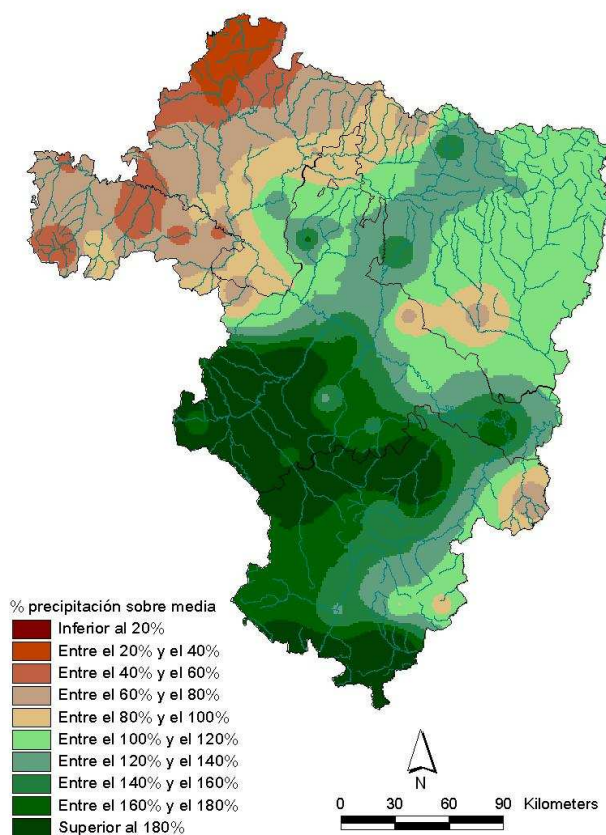 % precipitación sobre media
Inferior al 20%
Entre el 20% y el 40%
Entre el 40% y el 60%
Entre el 60% y el 80%
Entre el 80% y el 100%
Entre el 100% y el 120%
Entre el 120% y el 140%
Entre el 140% y el 160%
Entre el 160% y el 180%
Superior al 180%
N
0 30 60 90 Kilometers